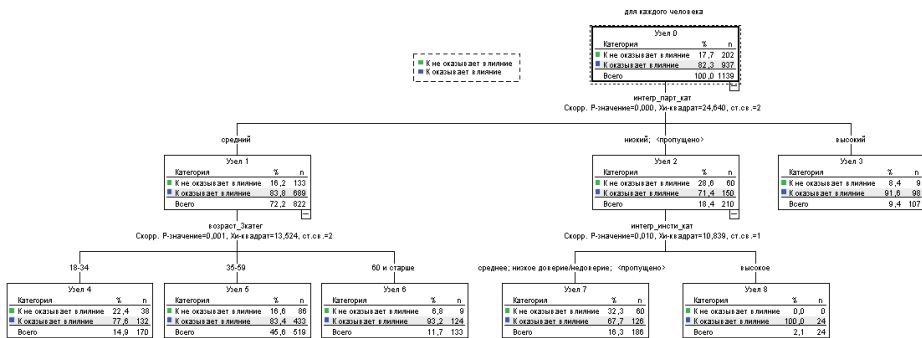 для каждого человека
Узел 0
Категория % n
К не оказывает влияние 17,7 202
К оказывает влияние 82,3 937
Всего 100,0 1139
К не оказывает влияние
К оказывает влияние
интегр_парт_кат
Скорр. P-значение=0,000, Хи-квадрат=24,640, ст.св.=2
средний
низкий; <пропущено>
высокий
Узел 1
Категория % n
К не оказывает влияние 16,2 133
К оказывает влияние 83,8 689
Всего 72,2 822
Узел 2
Категория % n
К не оказывает влияние 28,6 60
К оказывает влияние 71,4 150
Всего 18,4 210
Узел 3
Категория % n
К не оказывает влияние 8,4 9
К оказывает влияние 91,6 98
Всего 9,4 107
возраст_3катег
Скорр. P-значение=0,001, Хи-квадрат=13,524, ст.св.=2
интегр_инсти_кат
Скорр. P-значение=0,010, Хи-квадрат=10,839, ст.св.=1
18-34
35-59
60 и старше
среднее; низкое доверие/недоверие; <пропущено>
высокое
Узел 4
Категория % n
К не оказывает влияние 22,4 38
К оказывает влияние 77,6 132
Всего 14,9 170
Узел 5
Категория % n
К не оказывает влияние 16,6 86
К оказывает влияние 83,4 433
Всего 45,6 519
Узел 6
Категория % n
К не оказывает влияние 6,8 9
К оказывает влияние 93,2 124
Всего 11,7 133
Узел 7
Категория % n
К не оказывает влияние 32,3 60
К оказывает влияние 67,7 126
Всего 16,3 186
Узел 8
Категория % n
К не оказывает влияние 0,0 0
К оказывает влияние 100,0 24
Всего 2,1 24